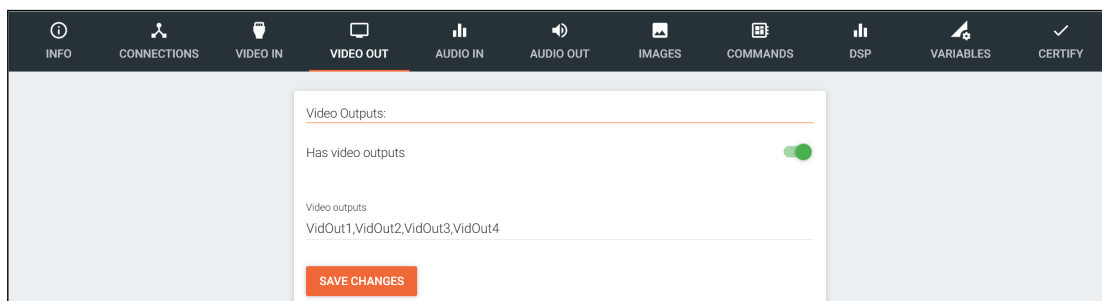 INFO CONNECTIONS VIDEO IN VIDEO OUT AUDIO IN AUDIO OUT IMAGES COMMANDS DSP VARIABLES CERTIFY
Video Outputs:
Has video outputs
Video outputs
VidOut1,VidOut2,VidOut3,VidOut4
SAVE CHANGES